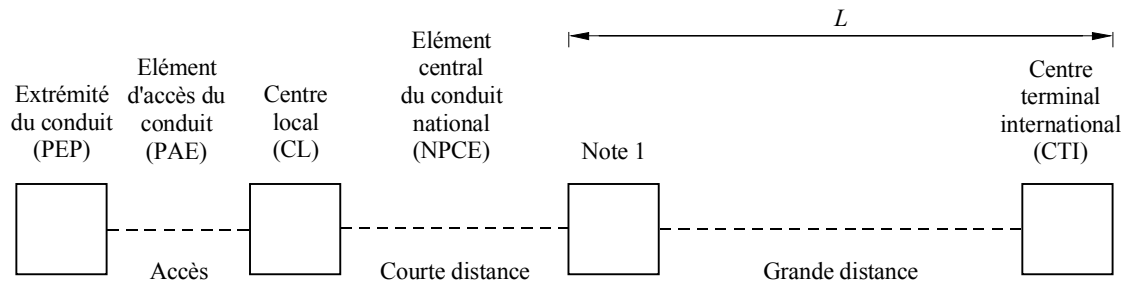 L
Extrémité
du conduit
(PEP)
Elément
d'accès du
conduit
(PAE)
Centre
local
(CL)
Elément
central
du conduit
national
(NPCE)
Note 1
Centre
terminal
international
(CTI)
Accès
Courte distance
Grande distance